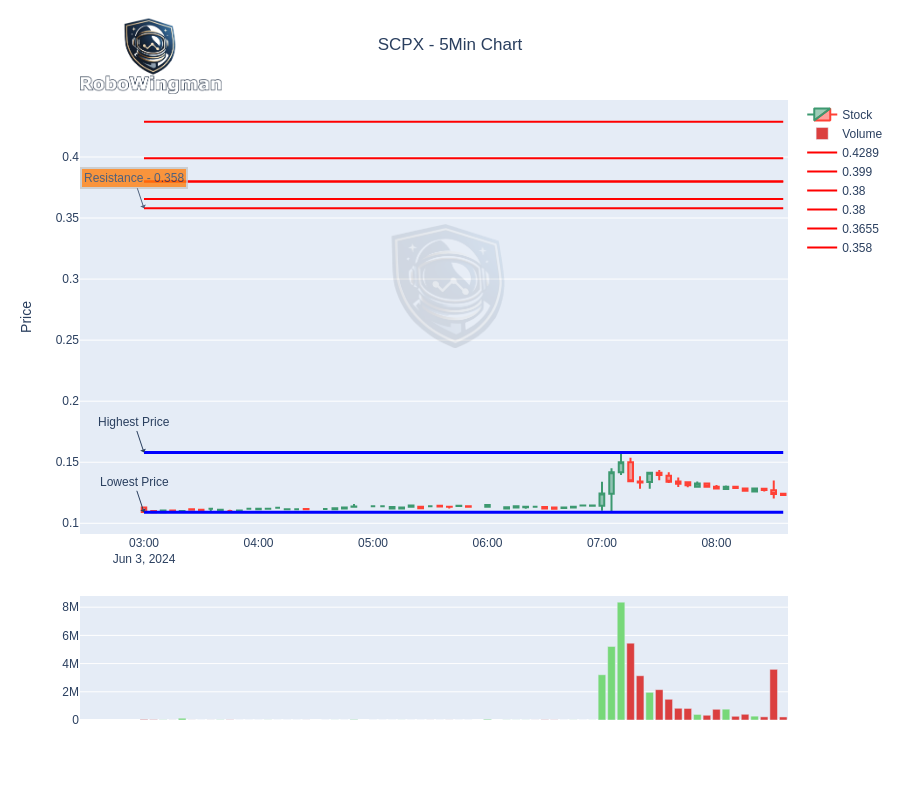 RoboWingman
SCPX - 5Min Chart
Stock
Volume
0.4289
0.399
0.38
0.38
0.3655
0.358
0.4
Resistance - 0.358
0.35
0.3
Price
0.25
0.2
Highest Price
0.15
Lowest Price
0.1
03:00
04:00
05:00
06:00
07:00
08:00
Jun 3, 2024
8M
6M
4M
2M
0